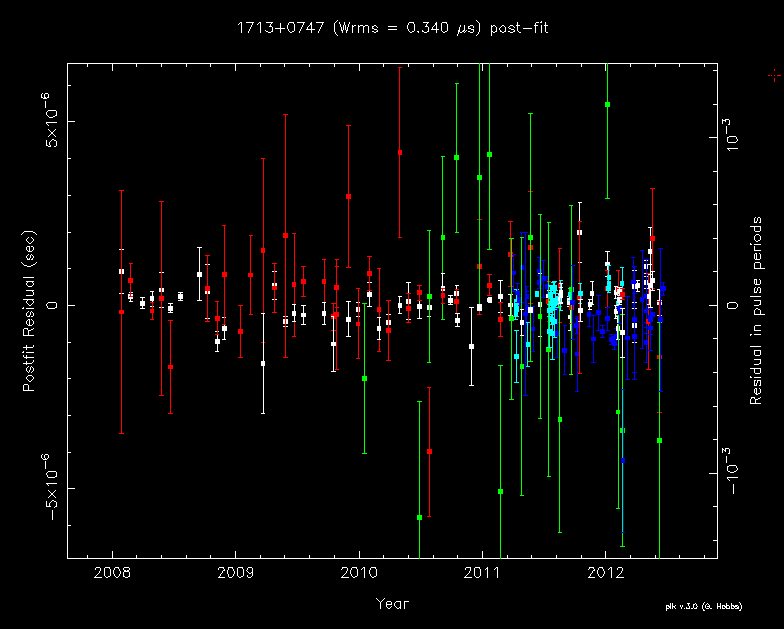 1713+0747 (Wrms = 0.340 μs) post-fit
Postfit Residual (sec)
5×10⁻⁶
0
−5×10⁻⁶
10⁻³
0
−10⁻³
Residual in pulse periods
2008 2009 2010 2011 2012
Year
plk v.3.0 (G. Hobbs)